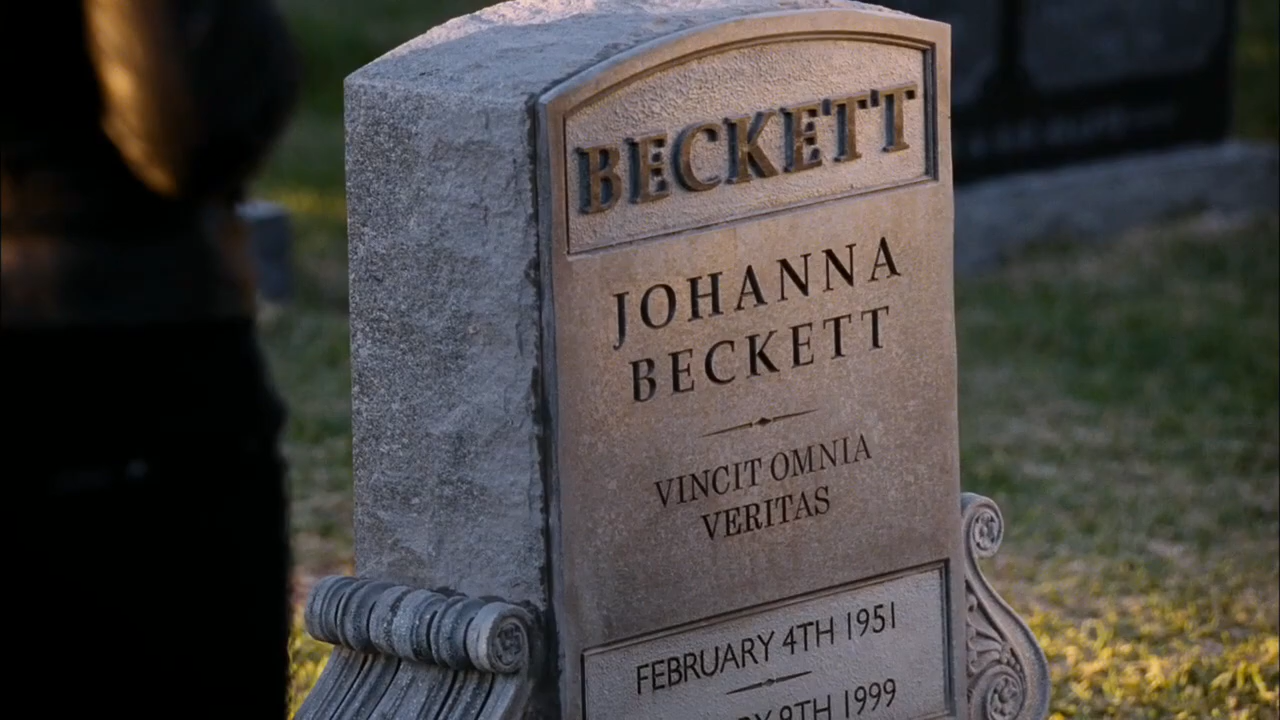 BECKETT
JOHANNA
BECKETT
VINCIT OMNIA
VERITAS
FEBRUARY 4TH 1951
9TH 1999